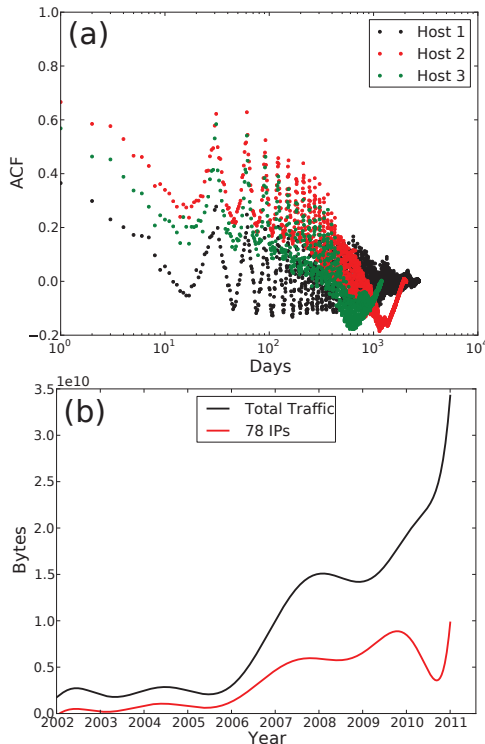 (a)
Host 1
Host 2
Host 3
1.0
0.8
0.6
0.4
0.2
0.0
−0.2
ACF
10⁰
10¹
10²
10³
10⁴
Days
1e10
(b)
Total Traffic
78 IPs
3.5
3.0
2.5
2.0
1.5
1.0
0.5
0.0
Bytes
2002 2003 2004 2005 2006 2007 2008 2009 2010 2011
Year